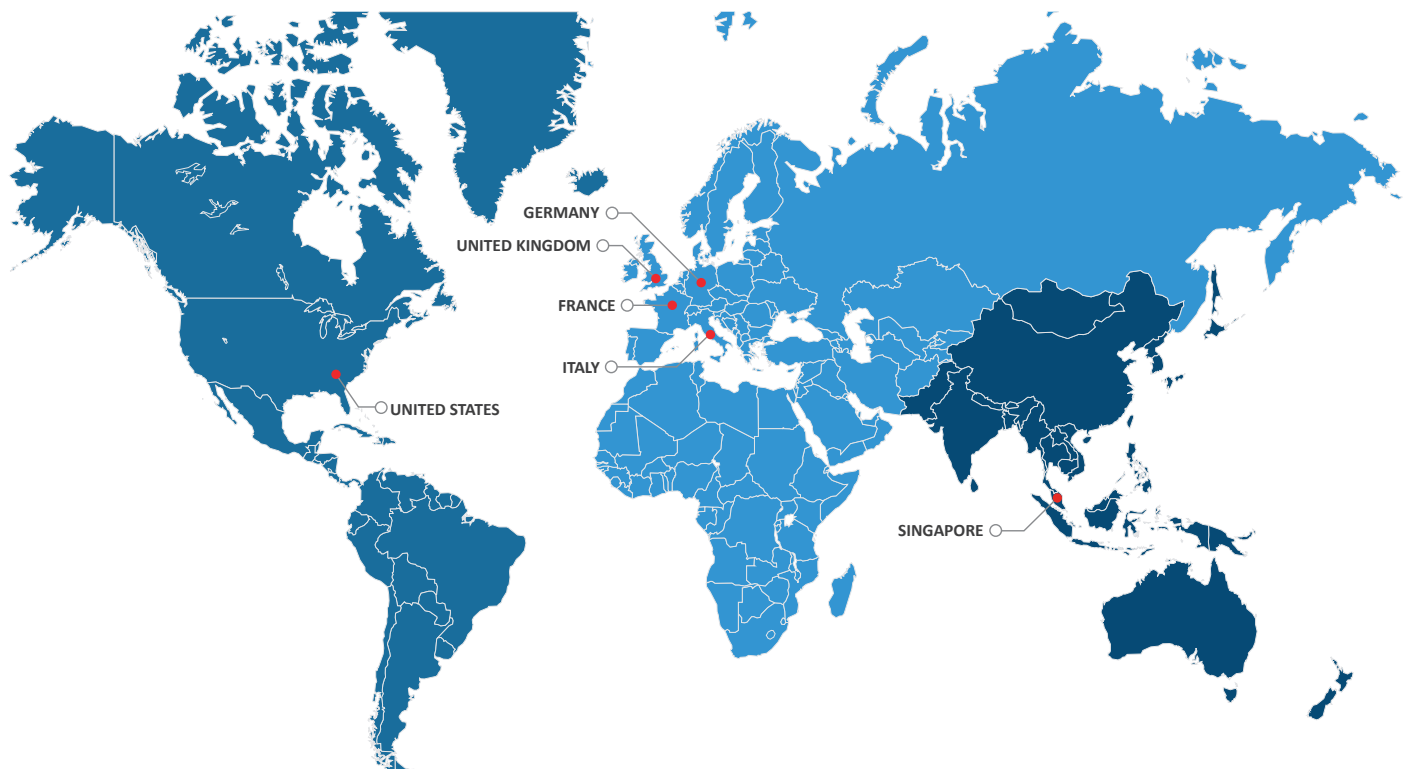 GERMANY
UNITED KINGDOM
FRANCE
ITALY
UNITED STATES
SINGAPORE